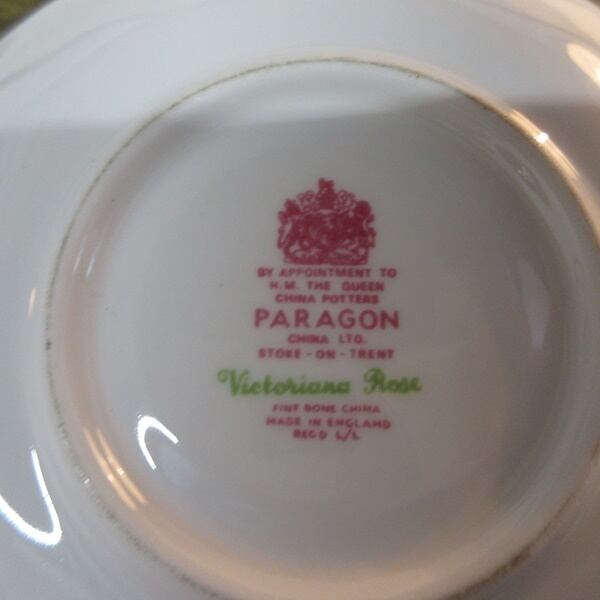 BY APPOINTMENT TO
H.M. THE QUEEN
CHINA POTTERS
PARAGON
CHINA LTD.
STOKE-ON-TRENT
Victoriana Rose
FINE BONE CHINA
MADE IN ENGLAND
REGD L/L